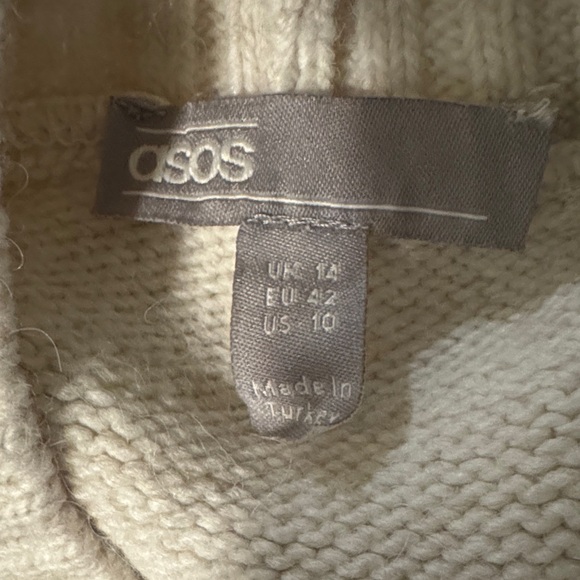 asos
UK 14
EU 42
US 10
Made In
Turkey